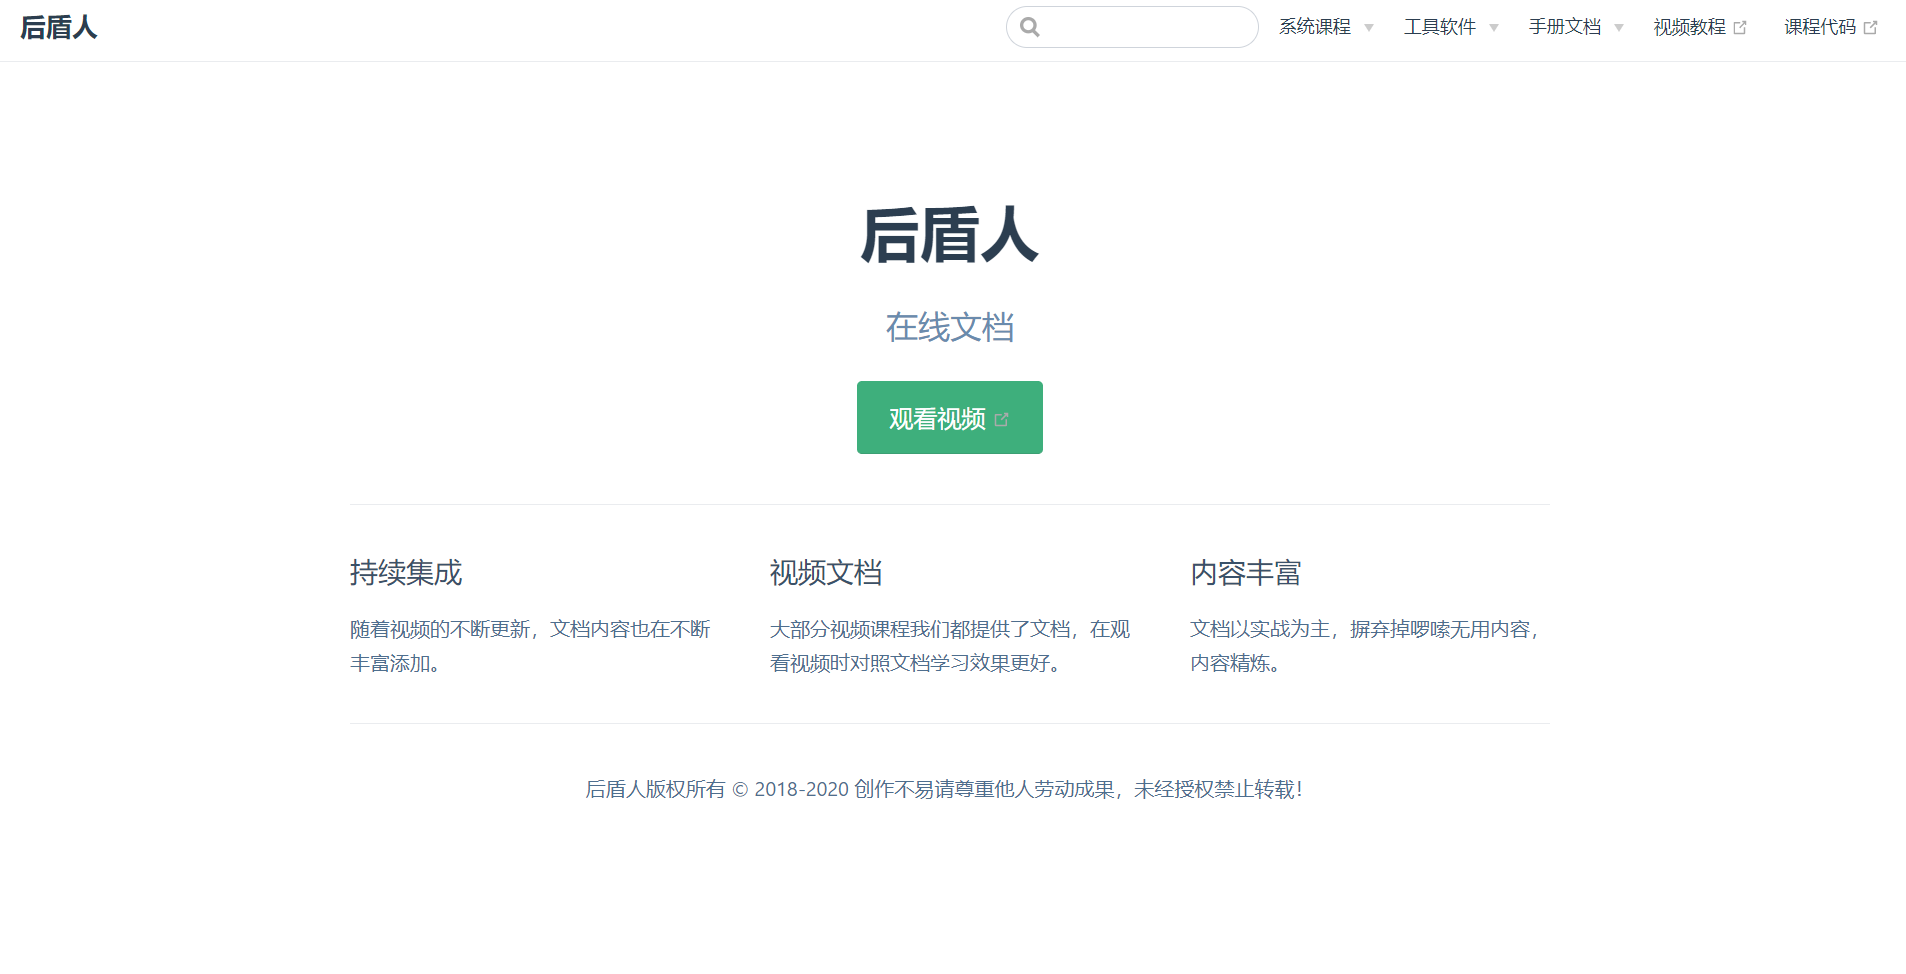 后盾人
系统课程
工具软件
手册文档
视频教程
课程代码
后盾人
在线文档
观看视频
持续集成
随着视频的不断更新，文档内容也在不断
丰富添加。
视频文档
大部分视频课程我们都提供了文档，在观
看视频时对照文档学习效果更好。
内容丰富
文档以实战为主，摒弃掉啰嗦无用内容，
内容精炼。
后盾人版权所有 © 2018-2020 创作不易请尊重他人劳动成果，未经授权禁止转载！